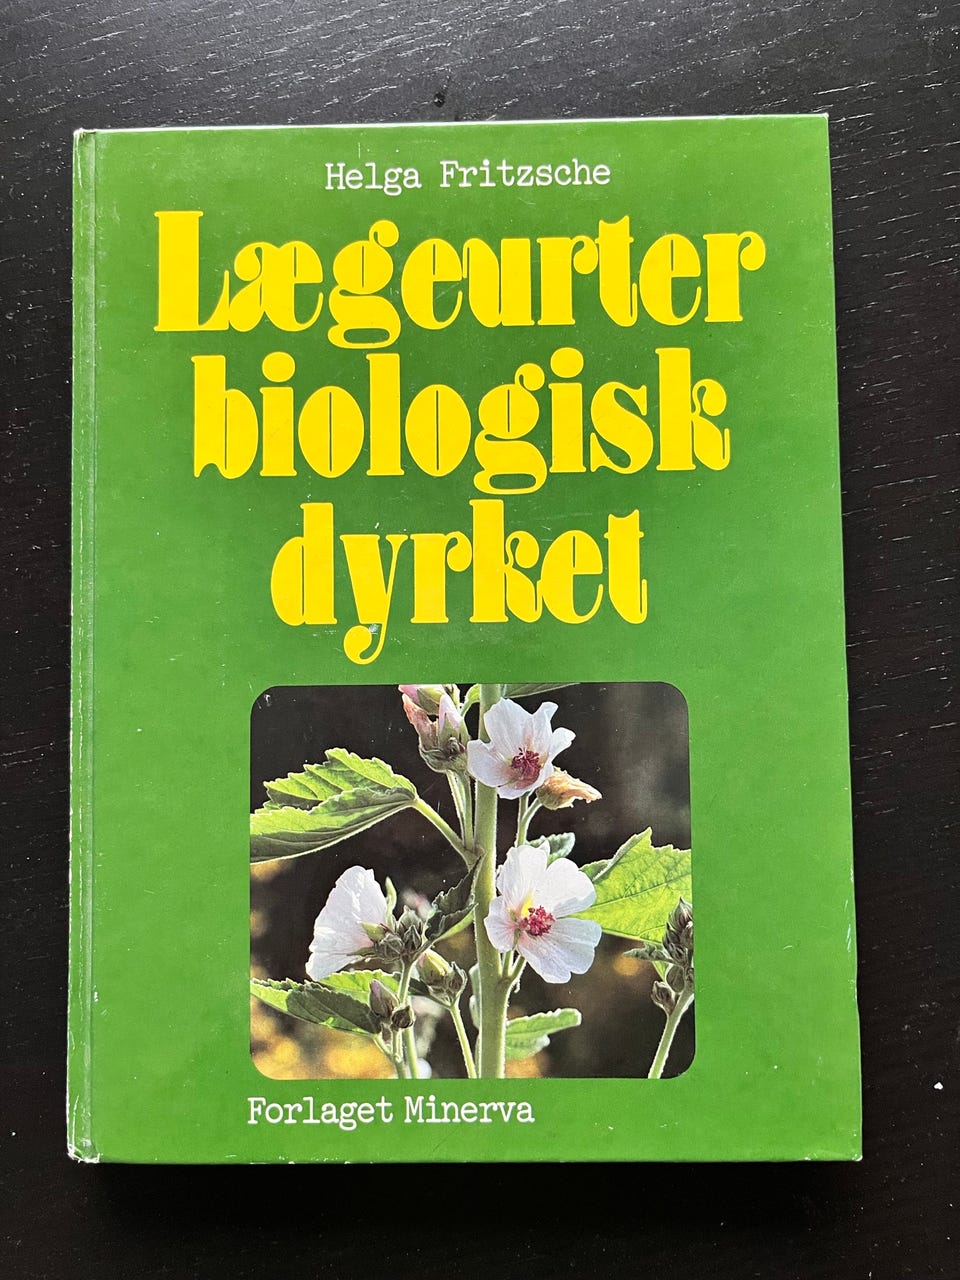 Helga Fritzsche
Lægeurter
biologisk
dyrket
Forlaget Minerva